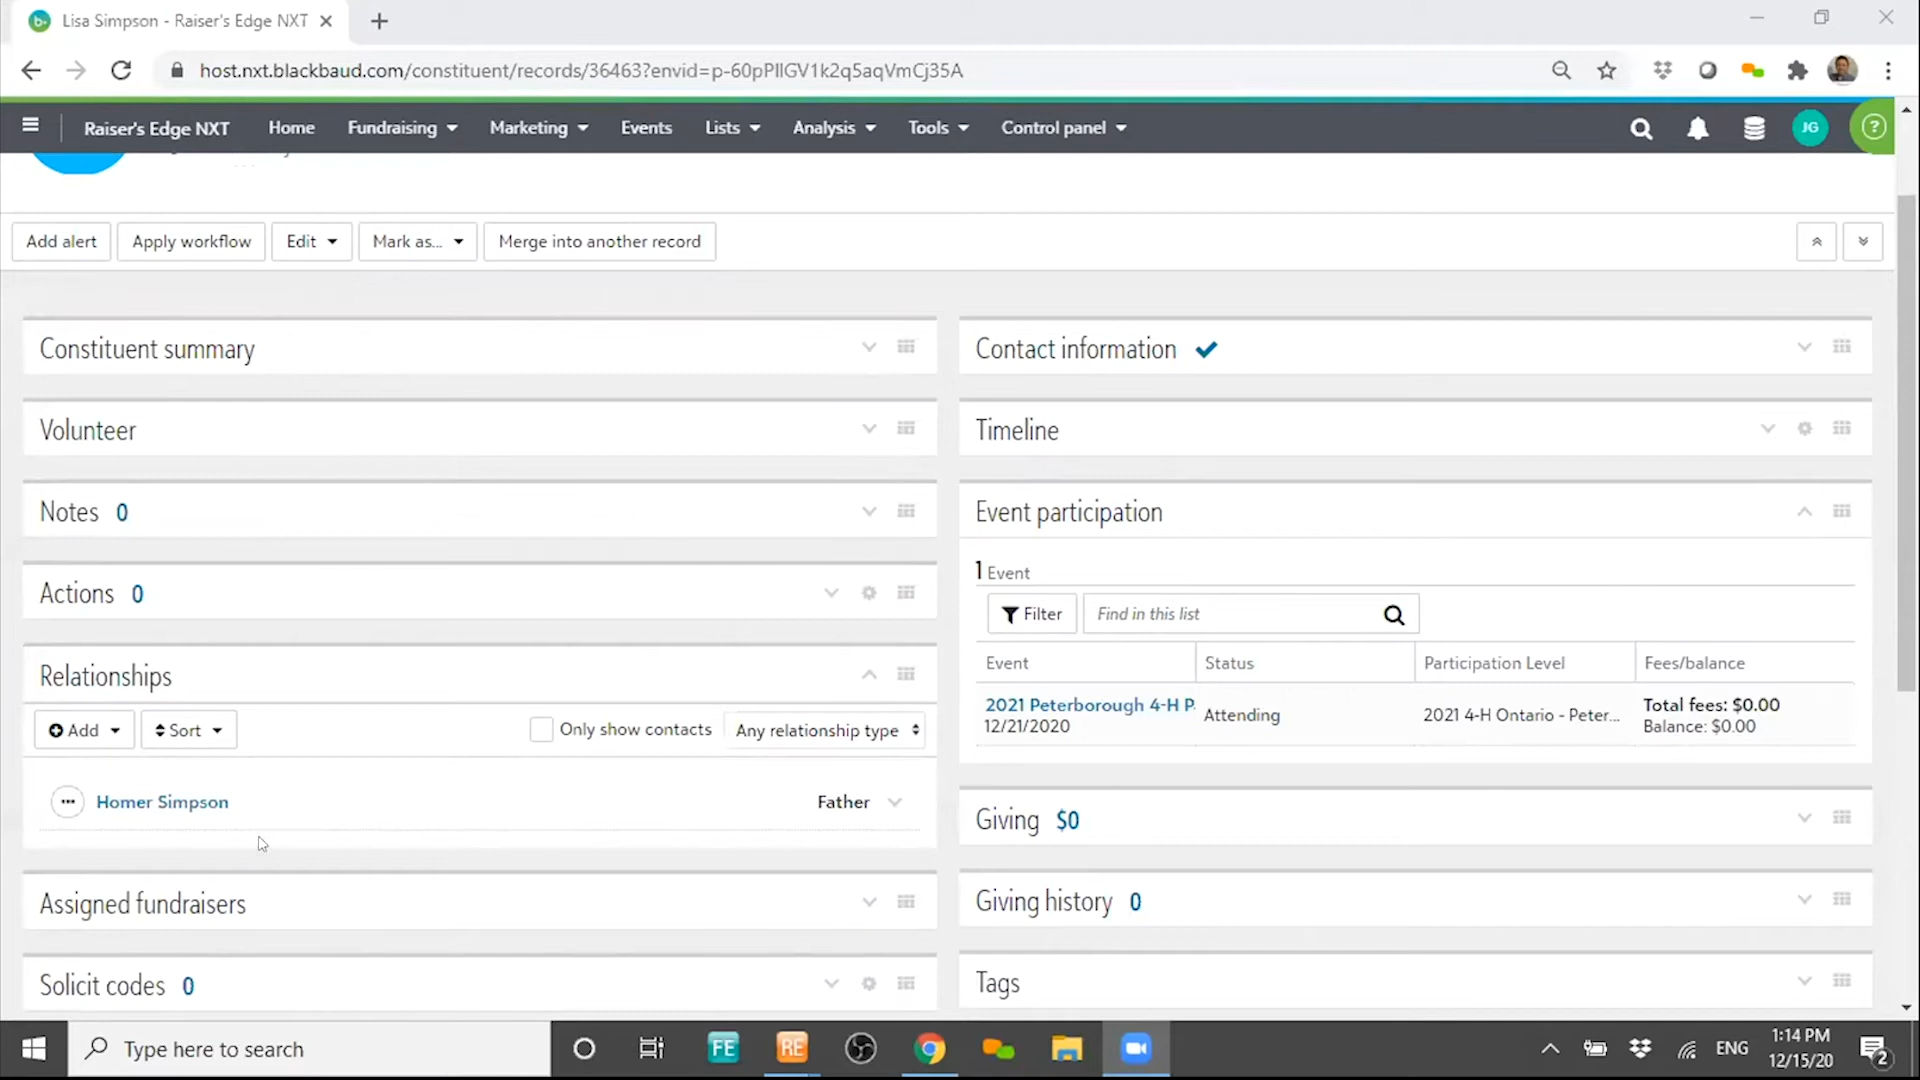 Lisa Simpson - Raiser's Edge NXT
host.nxt.blackbaud.com/constituent/records/36463?envid=p-60pPIlGV1k2q5aqVmCj35A
Raiser's Edge NXT Home Fundraising Marketing Events Lists Analysis Tools Control panel JG ?
Add alert Apply workflow Edit Mark as... Merge into another record
Constituent summary
Contact information
Volunteer
Timeline
Notes 0
Event participation
1 Event
Actions 0
Filter Find in this list
Event Status Participation Level Fees/balance
Relationships
2021 Peterborough 4-H P. Attending 2021 4-H Ontario - Peter... Total fees: $0.00
12/21/2020 Balance: $0.00
Add Sort Only show contacts Any relationship type
Homer Simpson Father
Giving $0
Assigned fundraisers
Giving history 0
Solicit codes 0
Tags
Type here to search FE RE ENG 1:14 PM
12/15/20 2